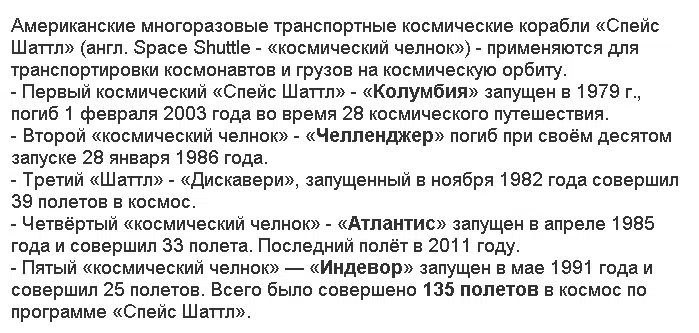 Американские многоразовые транспортные космические корабли «Спейс
Шаттл» (англ. Space Shuttle - «космический челнок») - применяются для
транспортировки космонавтов и грузов на космическую орбиту.
- Первый космический «Спейс Шаттл» - «Колумбия» запущен в 1979 г.,
погиб 1 февраля 2003 года во время 28 космического путешествия.
- Второй «космический челнок» - «Челленджер» погиб при своём десятом
запуске 28 января 1986 года.
- Третий «Шаттл» - «Дискавери», запущенный в ноября 1982 года совершил
39 полетов в космос.
- Четвёртый «космический челнок» - «Атлантис» запущен в апреле 1985
года и совершил 33 полета. Последний полёт в 2011 году.
- Пятый «космический челнок» — «Индевор» запущен в мае 1991 года и
совершил 25 полетов. Всего было совершено 135 полетов в космос по
программе «Спейс Шаттл».